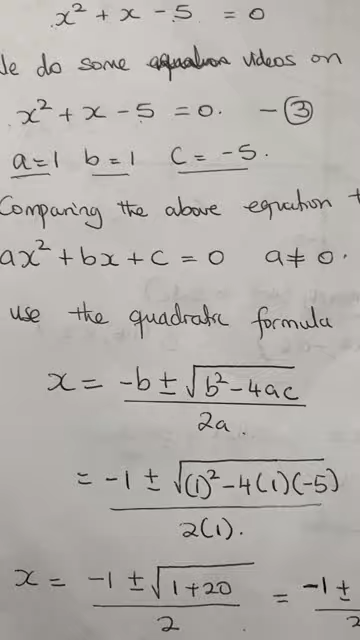 x² + x - 5 = 0
do some videos on
x² + x - 5 = 0. - ③
a = 1 b = 1 c = -5.
Comparing the above equation
ax² + bx + c = 0 a ≠ 0.
use the quadratic formula
x = (-b ± √(b² - 4ac)) / 2a.
= (-1 ± √((1)² - 4(1)(-5))) / 2(1).
x = (-1 ± √(1 + 20)) / 2 = -1 ±